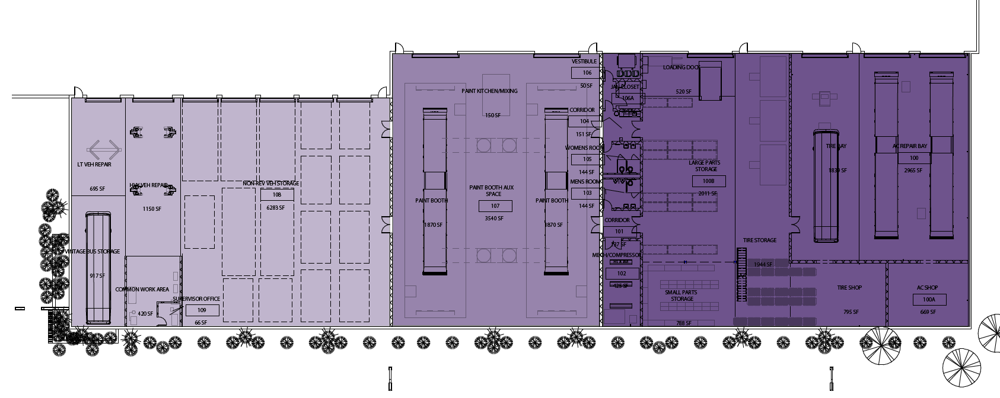 LT VEH REPAIR
695 SF
VINTAGE BUS STORAGE
917 SF
HVY VEH REPAIR
1150 SF
COMMON WORK AREA
420 SF
SUPERVISOR OFFICE
109
66 SF
NON-REV VEH STORAGE
108
6283 SF
PAINT BOOTH
1870 SF
PAINT KITCHEN/MIXING
150 SF
PAINT BOOTH AUX
SPACE
107
3540 SF
PAINT BOOTH
1870 SF
VESTIBULE
106
50 SF
JAN CLOSET
106A
CORRIDOR
104
151 SF
WOMENS ROOM
105
144 SF
MENS ROOM
103
144 SF
CORRIDOR
101
137 SF
MECH/COMPRESSOR
ROOM
102
425 SF
LOADING DOCK
520 SF
LARGE PARTS
STORAGE
100B
2011 SF
SMALL PARTS
STORAGE
788 SF
TIRE STORAGE
1944 SF
TIRE BAY
1839 SF
AC REPAIR BAY
100
2965 SF
TIRE SHOP
795 SF
AC SHOP
100A
669 SF